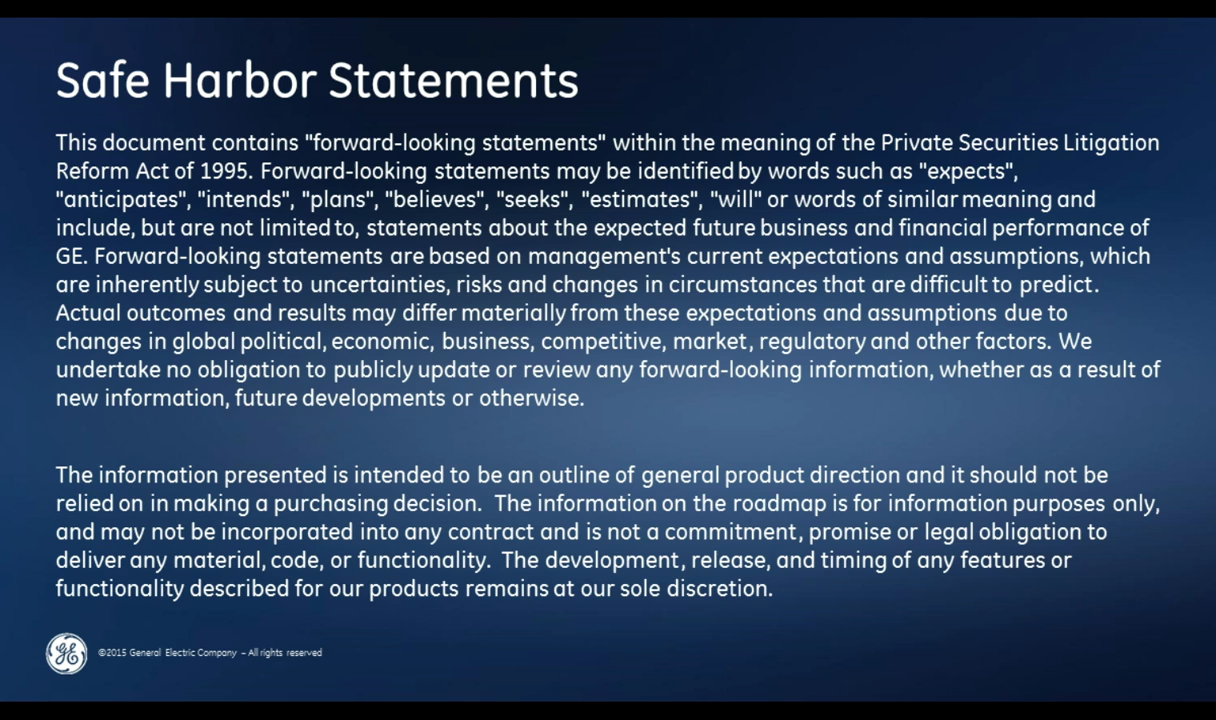 Safe Harbor Statements
This document contains "forward-looking statements" within the meaning of the Private Securities Litigation
Reform Act of 1995. Forward-looking statements may be identified by words such as "expects",
"anticipates", "intends", "plans", "believes", "seeks", "estimates", "will" or words of similar meaning and
include, but are not limited to, statements about the expected future business and financial performance of
GE. Forward-looking statements are based on management's current expectations and assumptions, which
are inherently subject to uncertainties, risks and changes in circumstances that are difficult to predict.
Actual outcomes and results may differ materially from these expectations and assumptions due to
changes in global political, economic, business, competitive, market, regulatory and other factors. We
undertake no obligation to publicly update or review any forward-looking information, whether as a result of
new information, future developments or otherwise.
The information presented is intended to be an outline of general product direction and it should not be
relied on in making a purchasing decision. The information on the roadmap is for information purposes only,
and may not be incorporated into any contract and is not a commitment, promise or legal obligation to
deliver any material, code, or functionality. The development, release, and timing of any features or
functionality described for our products remains at our sole discretion.
GE ©2015 General Electric Company – All rights reserved